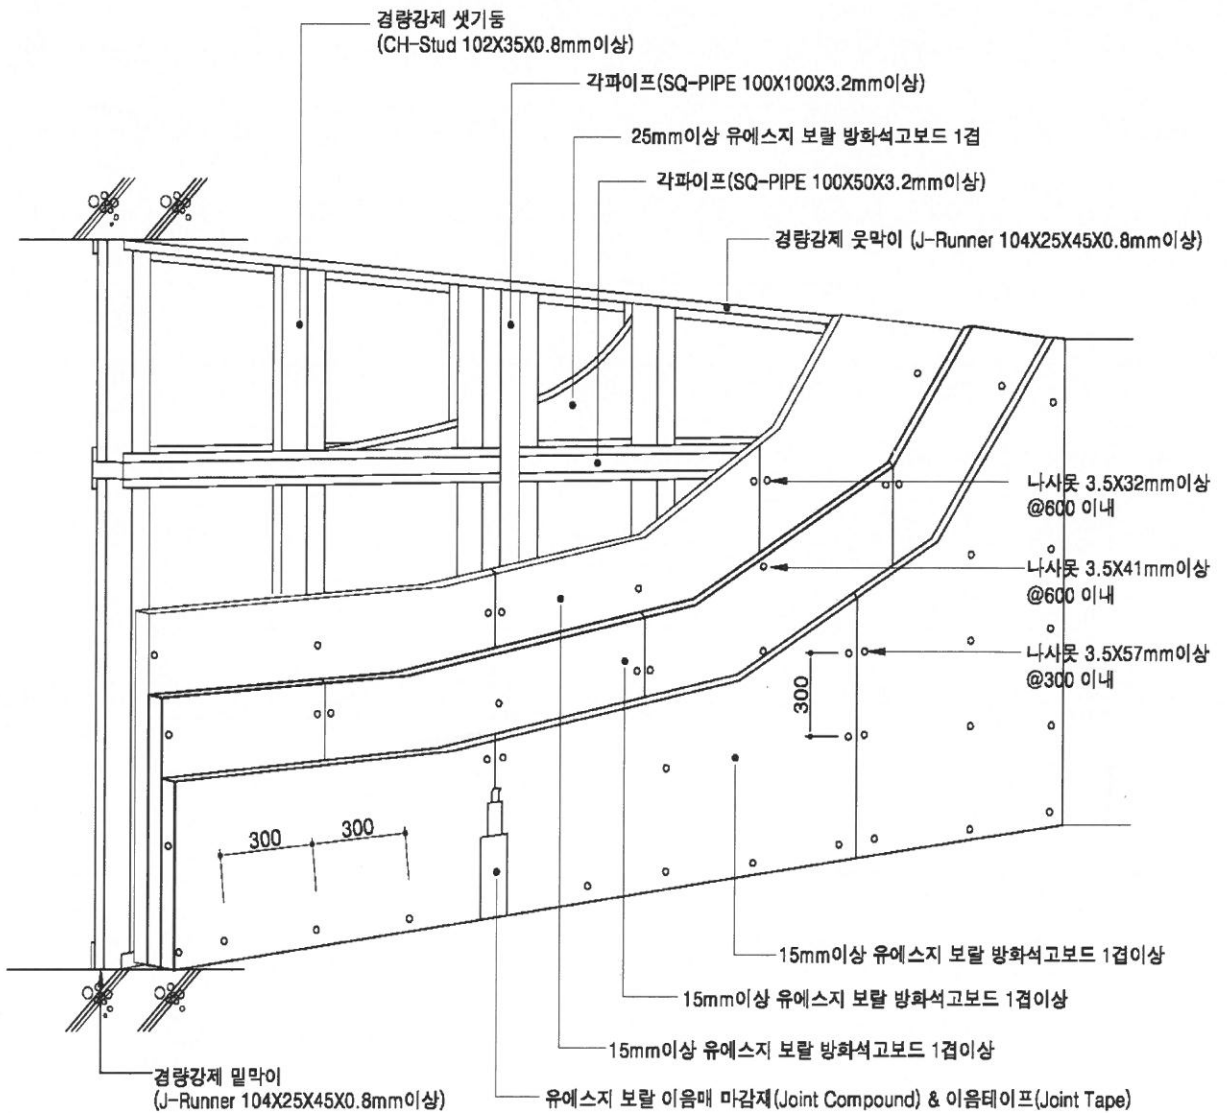 경량강제 샛기둥
(CH-Stud 102X35X0.8mm이상)
각파이프(SQ-PIPE 100X100X3.2mm이상)
25mm이상 유에스지 보랄 방화석고보드 1겹
각파이프(SQ-PIPE 100X50X3.2mm이상)
경량강제 웃막이 (J-Runner 104X25X45X0.8mm이상)
나사못 3.5X32mm이상
@600 이내
나사못 3.5X41mm이상
@600 이내
나사못 3.5X57mm이상
@300 이내
300
300
300
15mm이상 유에스지 보랄 방화석고보드 1겹이상
15mm이상 유에스지 보랄 방화석고보드 1겹이상
15mm이상 유에스지 보랄 방화석고보드 1겹이상
경량강제 밑막이
(J-Runner 104X25X45X0.8mm이상)
유에스지 보랄 이음매 마감재(Joint Compound) & 이음테이프(Joint Tape)